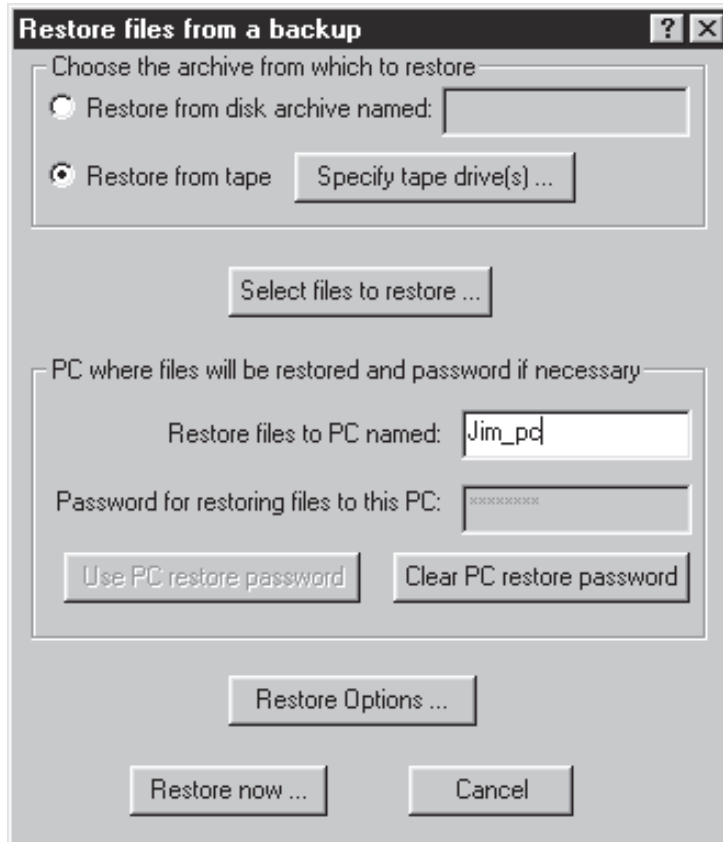 Restore files from a backup
Choose the archive from which to restore
Restore from disk archive named:
Restore from tape
Specify tape drive(s) ...
Select files to restore ...
PC where files will be restored and password if necessary
Restore files to PC named:
Jim_pc
Password for restoring files to this PC:
********
Use PC restore password
Clear PC restore password
Restore Options ...
Restore now ...
Cancel